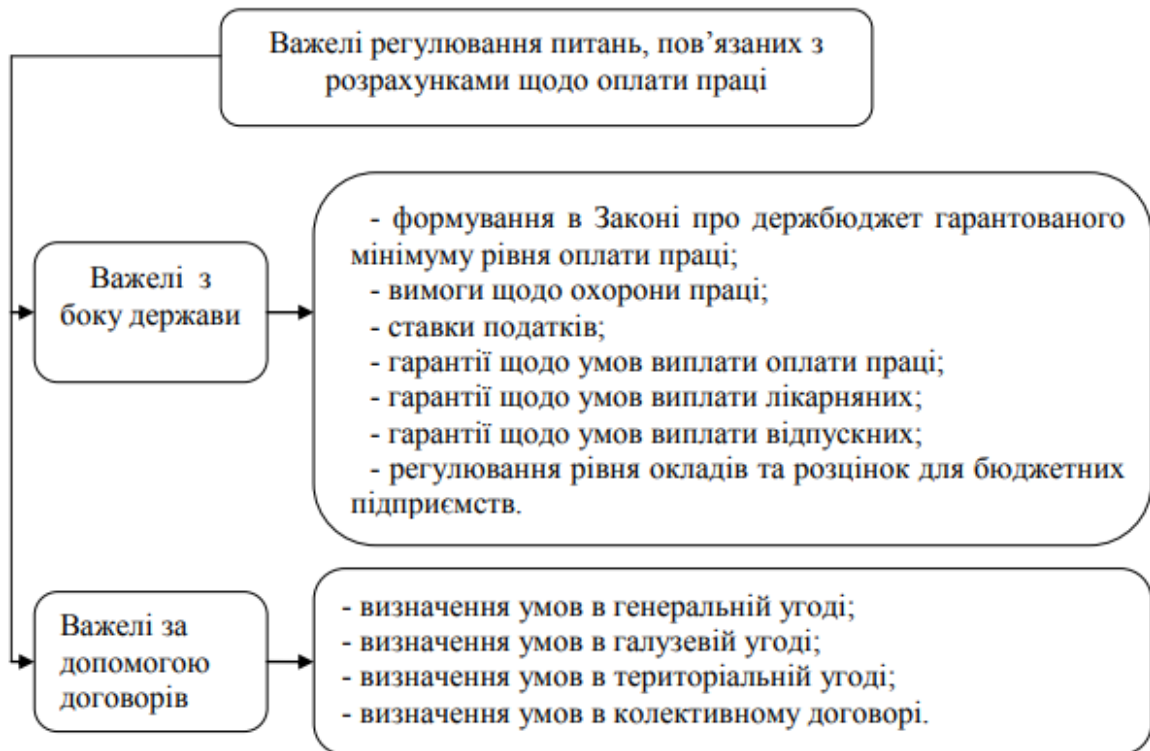 Важелі регулювання питань, пов’язаних з
розрахунками щодо оплати праці
Важелі з
боку держави
- формування в Законі про держбюджет гарантованого
мінімуму рівня оплати праці;
- вимоги щодо охорони праці;
- ставки податків;
- гарантії щодо умов виплати оплати праці;
- гарантії щодо умов виплати лікарняних;
- гарантії щодо умов виплати відпускних;
- регулювання рівня окладів та розцінок для бюджетних
підприємств.
Важелі за
допомогою
договорів
- визначення умов в генеральній угоді;
- визначення умов в галузевій угоді;
- визначення умов в територіальній угоді;
- визначення умов в колективному договорі.